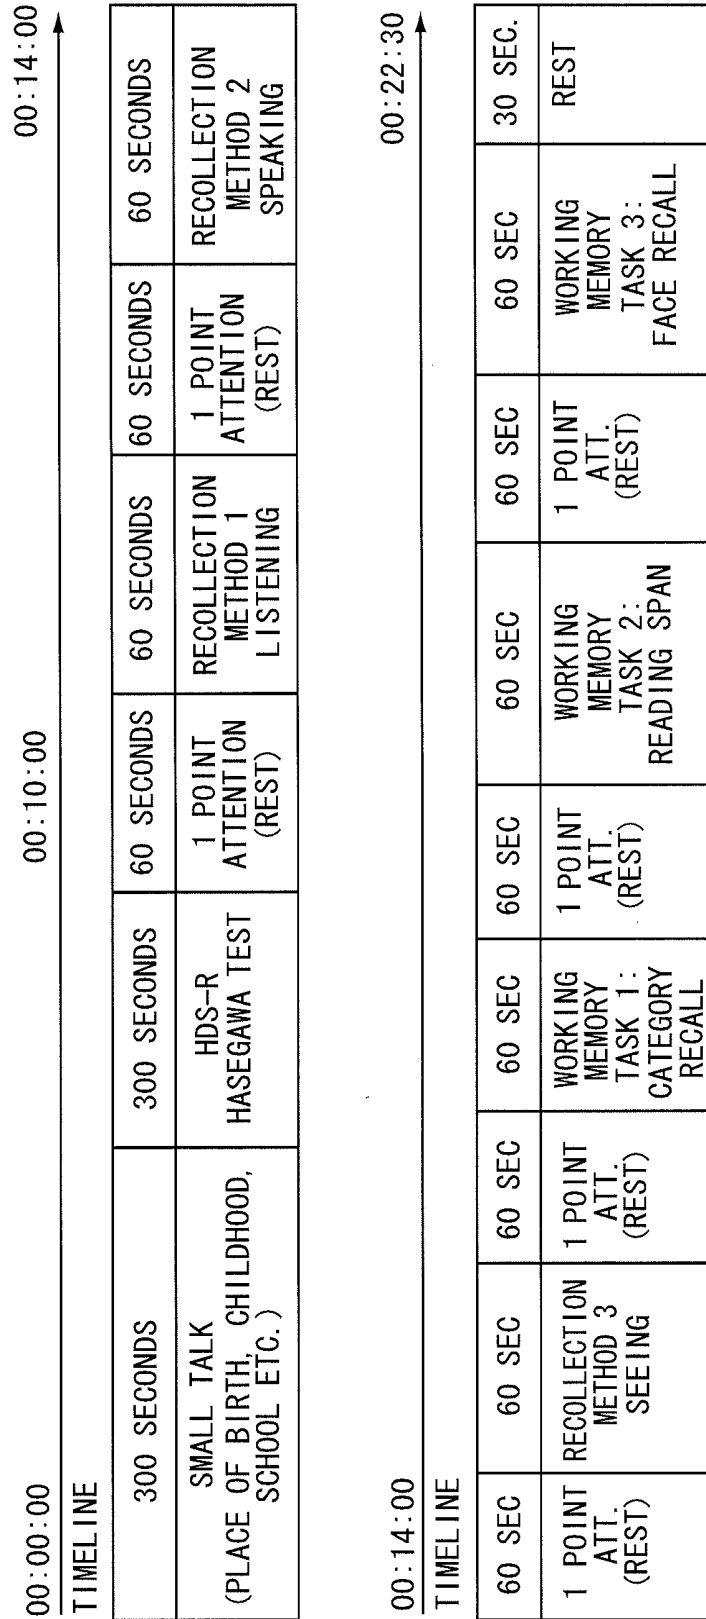 00:00:00
00:10:00
00:14:00
TIMELINE
300 SECONDS
300 SECONDS
60 SECONDS
60 SECONDS
60 SECONDS
60 SECONDS
SMALL TALK
(PLACE OF BIRTH, CHILDHOOD,
SCHOOL ETC.)
HDS-R
HASEGAWA TEST
1 POINT
ATTENTION
(REST)
RECOLLECTION
METHOD 1
LISTENING
1 POINT
ATTENTION
(REST)
RECOLLECTION
METHOD 2
SPEAKING
00:14:00
00:22:30
TIMELINE
60 SEC
60 SEC
60 SEC
60 SEC
60 SEC
60 SEC
60 SEC
60 SEC
30 SEC.
1 POINT
ATT.
(REST)
RECOLLECTION
METHOD 3
SEEING
1 POINT
ATT.
(REST)
WORKING
MEMORY
TASK 1:
CATEGORY
RECALL
1 POINT
ATT.
(REST)
WORKING
MEMORY
TASK 2:
READING SPAN
1 POINT
ATT.
(REST)
WORKING
MEMORY
TASK 3:
FACE RECALL
REST